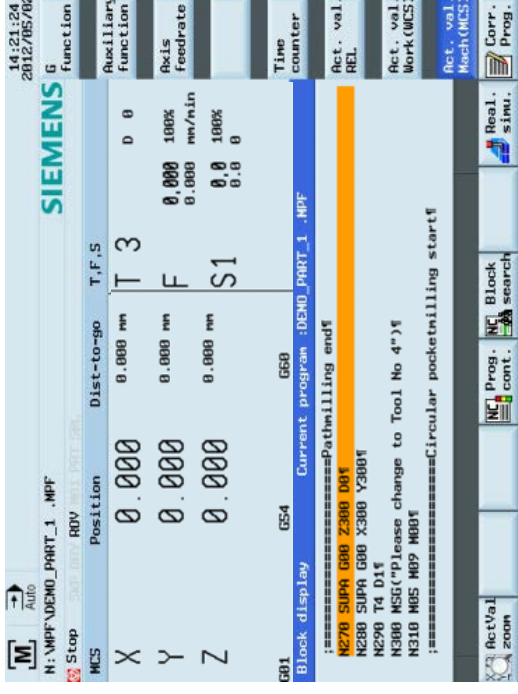 M
Auto
14:21:24
2012/05/02
N:\MPF\DEMO_PART_1 .MPF
SIEMENS
Stop SKP DRY ROV M01 PRT SBL
MCS Position Dist-to-go T,F,S
X 0.000 0.000 mm T 3 D 0
Y 0.000 0.000 mm F 0,000 100%
0.000 mm/min
Z 0.000 0.000 mm S1 0,0 100%
0.0 0
G01 G54 G60
Block display Current program :DEMO_PART_1 .MPF
;==============Pathmilling end¶
N270 SUPA G00 Z300 D0¶
N280 SUPA G00 X300 Y300¶
N290 T4 D1¶
N300 MSG("Please change to Tool No 4")¶
N310 M05 M09 M00¶
;==============Circular pocketmilling start¶
G
function
Auxiliary
function
Axis
feedrate
Time
counter
Act. val.
REL
Act. val.
Work(WCS)
Act. val.
Mach(MCS)
ActVal
zoom
Prog.
cont.
Block
search
Real.
simu.
Corr.
Prog.